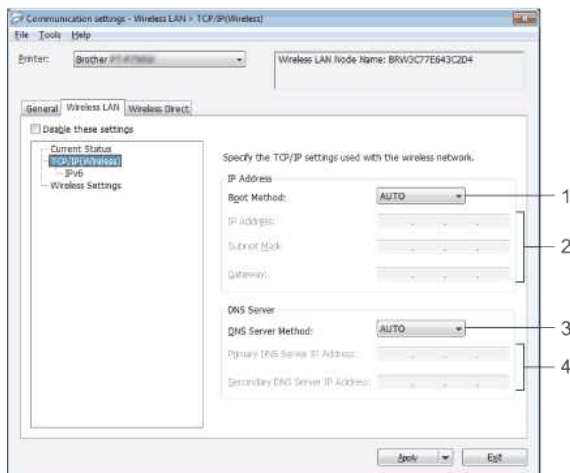 Communication settings - Wireless LAN > TCP/IP(Wireless)
File Tools Help
Printer: Brother
Wireless LAN Node Name: BRW3C77E643C2D4
General Wireless LAN Wireless Direct
Disable these settings
Current Status
TCP/IP(Wireless)
IPv6
Wireless Settings
Specify the TCP/IP settings used with the wireless network.
IP Address
Boot Method: AUTO 1
IP Address:
Subnet Mask
2
Gateway:
DNS Server
DNS Server Method: AUTO 3
Primary DNS Server IP Address:
4
Secondary DNS Server IP Address:
Apply Exit